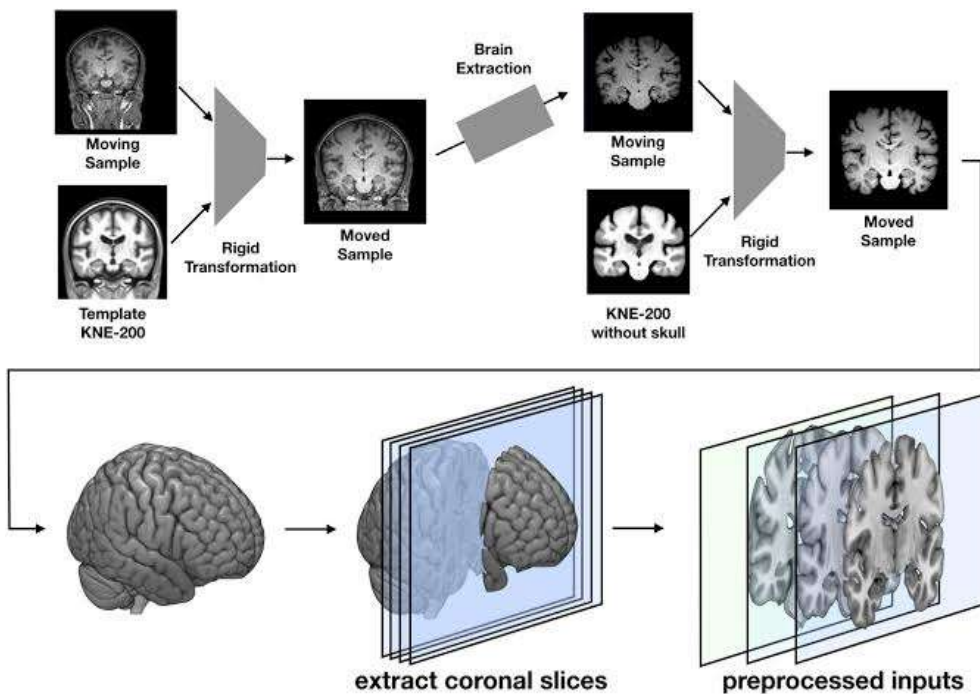 Brain
Extraction
Moving
Sample
Moved
Sample
Rigid
Transformation
Template
KNE-200
Moving
Sample
Moved
Sample
Rigid
Transformation
KNE-200
without skull
extract coronal slices
preprocessed inputs